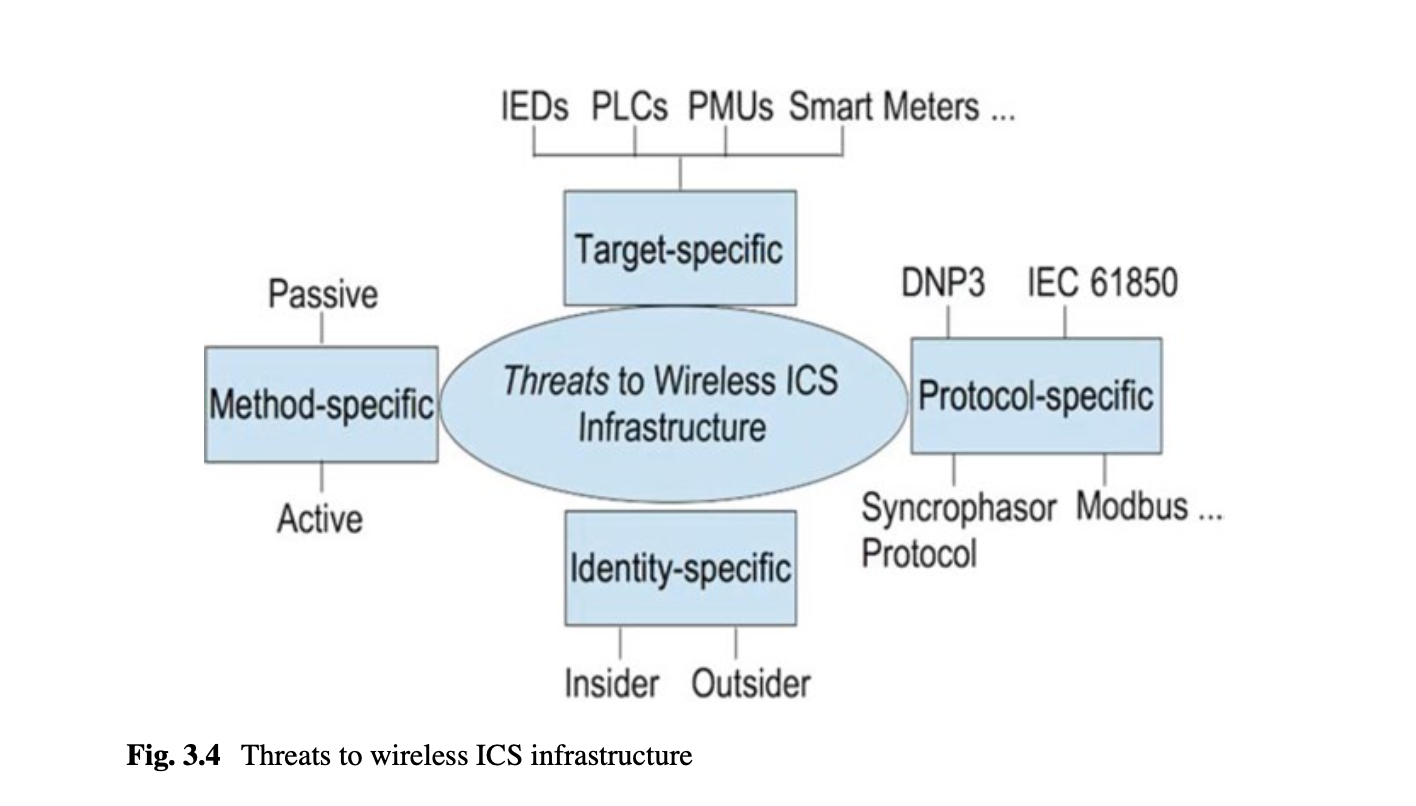 IEDs PLCs PMUs Smart Meters ...
Target-specific
Passive
DNP3 IEC 61850
Method-specific
Threats to Wireless ICS
Infrastructure
Protocol-specific
Active
Syncrophasor Modbus ...
Protocol
Identity-specific
Insider Outsider
Fig. 3.4 Threats to wireless ICS infrastructure